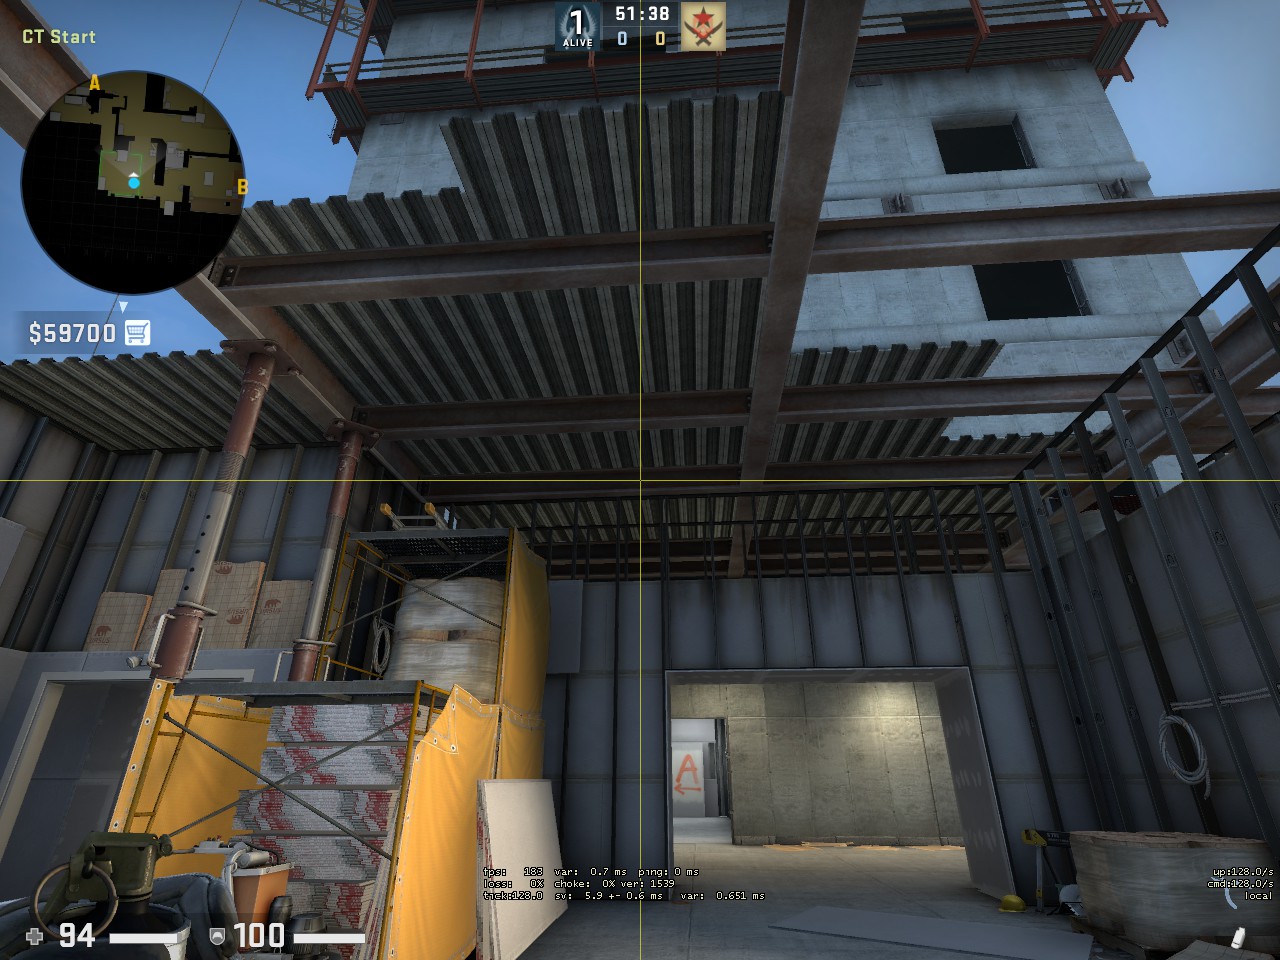 CT Start
1
ALIVE
51:38
0 0
A
B
$59700
A
fps: 183 var: 0.7 ms ping: 0 ms
loss: 0% choke: 0% ver: 1539
tick:128.0 sv: 5.9 +- 0.6 ms var: 0.651 ms
up:128.0/s
cmd:128.0/s
local
94
100